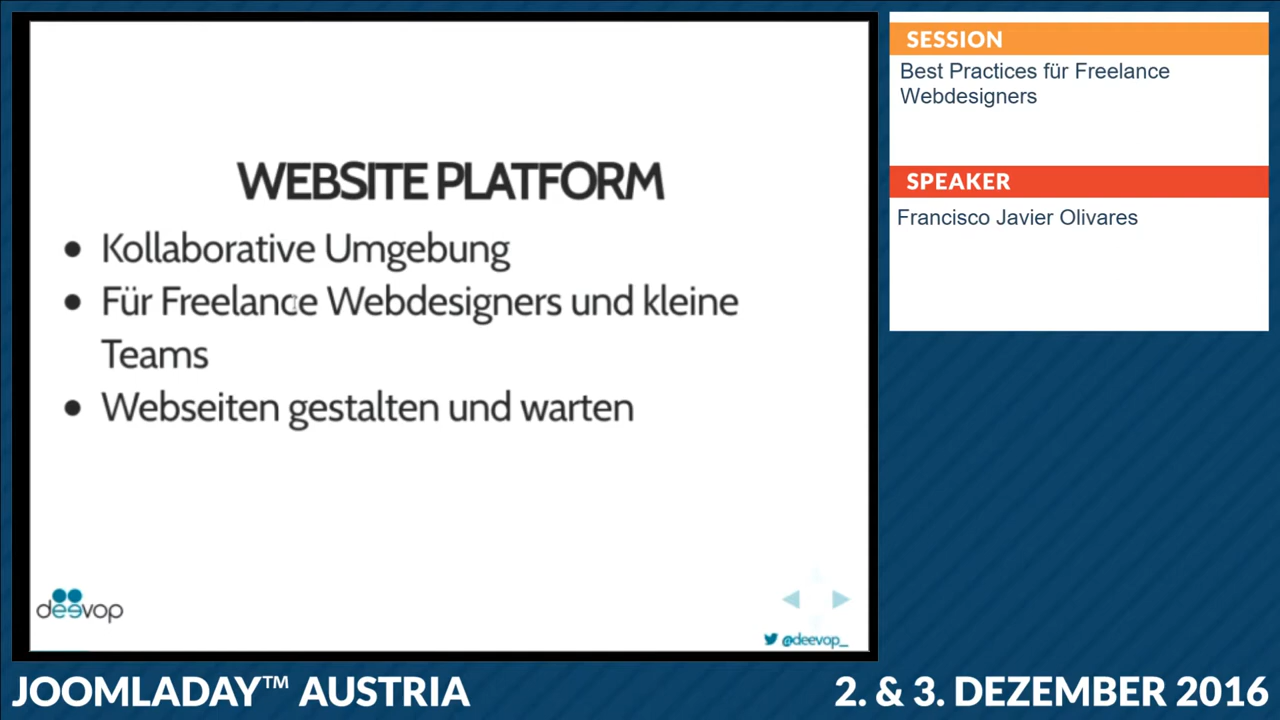 WEBSITE PLATFORM
● Kollaborative Umgebung
● Für Freelance Webdesigners und kleine
Teams
● Webseiten gestalten und warten
deevop
@deevop_
SESSION
Best Practices für Freelance
Webdesigners
SPEAKER
Francisco Javier Olivares
JOOMLADAY™ AUSTRIA
2. & 3. DEZEMBER 2016